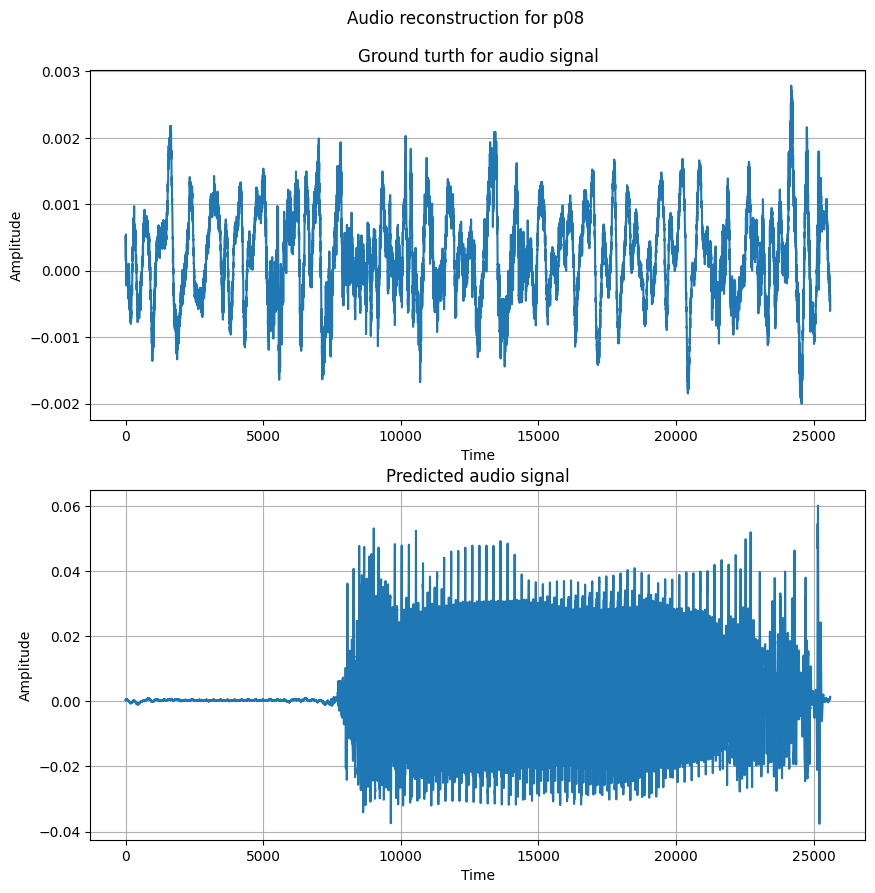 Audio reconstruction for p08
Ground turth for audio signal
0.003
0.002
0.001
0.000
−0.001
−0.002
Amplitude
0 5000 10000 15000 20000 25000
Time
Predicted audio signal
0.06
0.04
0.02
0.00
−0.02
−0.04
Amplitude
0 5000 10000 15000 20000 25000
Time